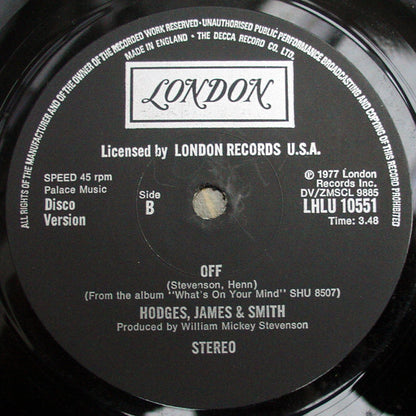 ALL RIGHTS OF THE MANUFACTURER AND OF THE OWNER OF THE RECORDED WORK RESERVED · UNAUTHORISED PUBLIC PERFORMANCE BROADCASTING AND COPYING OF THIS RECORD PROHIBITED
MADE IN ENGLAND · THE DECCA RECORD CO. LTD.
LONDON
Licensed by LONDON RECORDS U.S.A.
SPEED 45 rpm
Palace Music
Disco
Version
Side
B
℗ 1977 London
Records Inc.
DV/ZMSCL 9885
LHLU 10551
Time: 3.48
OFF
(Stevenson, Henn)
(From the album "What's On Your Mind" SHU 8507)
HODGES, JAMES & SMITH
Produced by William Mickey Stevenson
STEREO